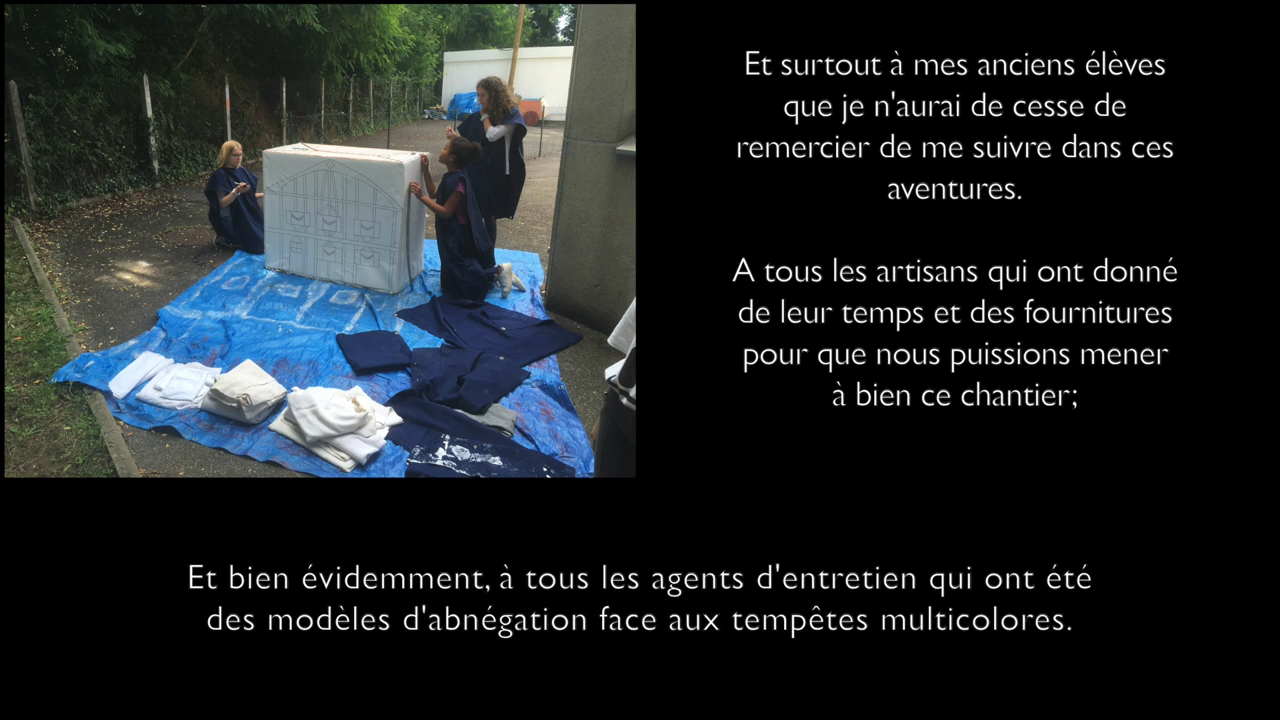 Et surtout à mes anciens élèves
que je n'aurai de cesse de
remercier de me suivre dans ces
aventures.
A tous les artisans qui ont donné
de leur temps et des fournitures
pour que nous puissions mener
à bien ce chantier;
Et bien évidemment, à tous les agents d'entretien qui ont été
des modèles d'abnégation face aux tempêtes multicolores.